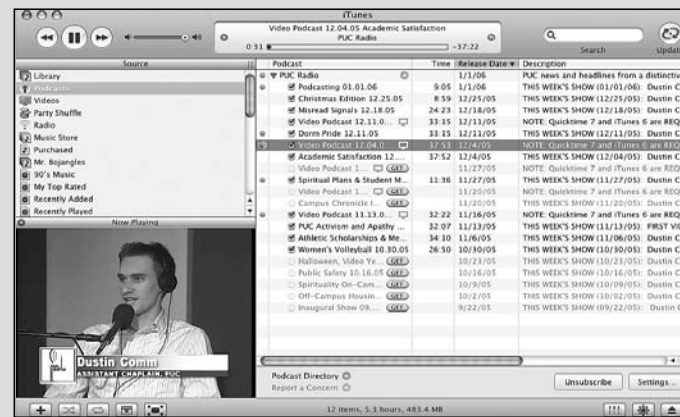 iTunes
Video Podcast 12.04.05 Academic Satisfaction
PUC Radio
0:31
-37:22
Search
Updat
Source
Library
Podcasts
Videos
Party Shuffle
Radio
Music Store
Purchased
Mr. Bojangles
90's Music
My Top Rated
Recently Added
Recently Played
Now Playing
Dustin Comm
ASSISTANT CHAPLAIN, PUC
Podcast Time Release Date Description
PUC Radio 1/1/06 PUC news and headlines from a distinctiv
Podcasting 01.01.06 9:05 1/1/06 THIS WEEK'S SHOW (01/01/06): Dustin C
Christmas Edition 12.25.05 8:59 12/25/05 THIS WEEK'S SHOW (12/25/05): Dustin C
Misread Signals 12.18.05 24:23 12/18/05 THIS WEEK'S SHOW (12/18/05): Dustin C
Video Podcast 12.11.0... 33:15 12/11/05 NOTE: Quicktime 7 and iTunes 6 are REQ
Dorm Pride 12.11.05 33:15 12/11/05 THIS WEEK'S SHOW (12/11/05): Dustin C
Video Podcast 12.04.0... 37:53 12/4/05 NOTE: Quicktime 7 and iTunes 6 are REQ
Academic Satisfaction 12.... 37:52 12/4/05 THIS WEEK'S SHOW (12/04/05): Dustin C
Video Podcast 1... GET 11/27/05 NOTE: Quicktime 7 and iTunes 6 are REQ
Spiritual Plans & Student M... 11:36 11/27/05 THIS WEEK'S SHOW (11/27/05): Dustin C
Video Podcast 1... GET 11/20/05 NOTE: Quicktime 7 and iTunes 6 are REQ
Campus Chronicle I... GET 11/20/05 THIS WEEK'S SHOW (11/20/05): Dustin C
Video Podcast 11.13.0... 32:22 11/16/05 NOTE: Quicktime 7 and iTunes 6 are REQ
PUC Activism and Apathy ... 32:07 11/13/05 THIS WEEK'S SHOW (11/13/05): FIRST VID
Athletic Scholarships & Me... 34:10 11/6/05 THIS WEEK'S SHOW (11/06/05): Dustin C
Women's Volleyball 10.30.05 26:50 10/30/05 THIS WEEK'S SHOW (10/30/05): Dustin C
Halloween, Video Ye... GET 10/23/05 THIS WEEK'S SHOW (10/23/05): Dustin C
Public Safety 10.16.05 GET 10/16/05 THIS WEEK'S SHOW (10/16/05): Dustin C
Spirituality On-Cam... GET 10/9/05 THIS WEEK'S SHOW (10/09/05): Dustin C
Off-Campus Housin... GET 10/2/05 THIS WEEK'S SHOW (10/02/05): Dustin C
Inaugural Show 09.... GET 9/22/05 THIS WEEK'S SHOW (09/22/05): Dustin C
Podcast Directory
Report a Concern
Unsubscribe
Settings...
12 items, 5.3 hours, 483.4 MB